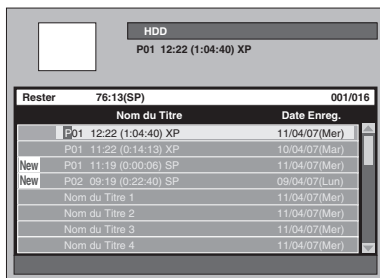 HDD
P01 12:22 (1:04:40) XP
Rester 76:13(SP) 001/016
Nom du Titre Date Enreg.
P01 12:22 (1:04:40) XP 11/04/07(Mer)
P01 11:22 (0:14:13) XP 10/04/07(Mar)
New P01 11:19 (0:00:06) SP 11/04/07(Mer)
New P02 09:19 (0:22:40) SP 09/04/07(Lun)
Nom du Titre 1 11/04/07(Mer)
Nom du Titre 2 11/04/07(Mer)
Nom du Titre 3 11/04/07(Mer)
Nom du Titre 4 11/04/07(Mer)